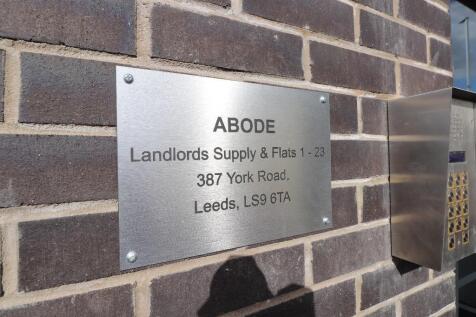 ABODE
Landlords Supply & Flats 1 - 23
387 York Road,
Leeds, LS9 6TA